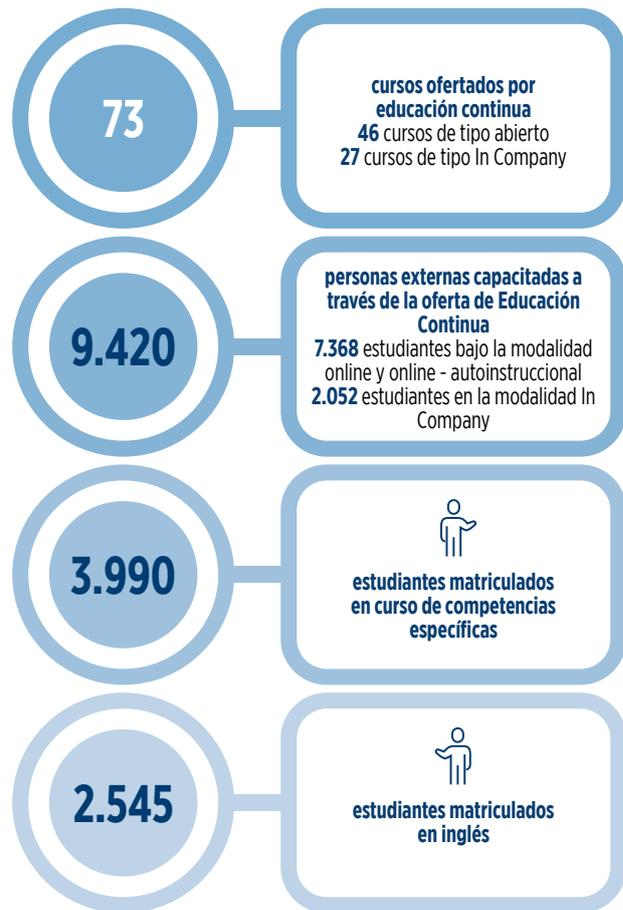 73
cursos ofertados por
educación continua
46 cursos de tipo abierto
27 cursos de tipo In Company
9.420
personas externas capacitadas a
través de la oferta de Educación
Continua
7.368 estudiantes bajo la modalidad
online y online - autoinstruccional
2.052 estudiantes en la modalidad In
Company
3.990
estudiantes matriculados
en curso de competencias
específicas
2.545
estudiantes matriculados
en inglés